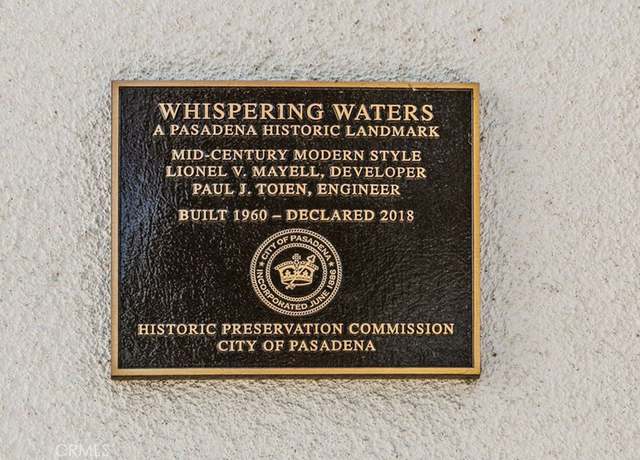 WHISPERING WATERS
A PASADENA HISTORIC LANDMARK
MID-CENTURY MODERN STYLE
LIONEL V. MAYELL, DEVELOPER
PAUL J. TOIEN, ENGINEER
BUILT 1960 – DECLARED 2018
CITY OF PASADENA
INCORPORATED JUNE 1886
HISTORIC PRESERVATION COMMISSION
CITY OF PASADENA
CRMLS